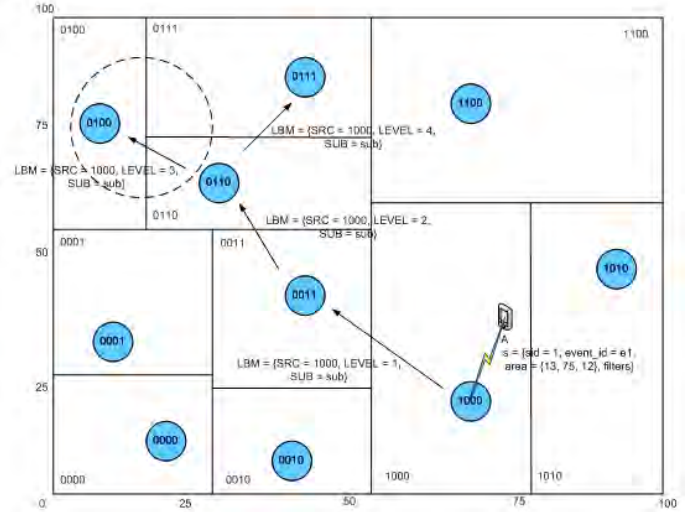 100
0100
0111
1100
0111
1100
75
0100
LBM = {SRC = 1000, LEVEL = 4,
SUB = sub}
LBM = {SRC = 1000, LEVEL = 3,
SUB = sub}
0110
0110
LBM = {SRC = 1000, LEVEL = 2,
SUB = sub}
50
0001
0011
1010
0011
0001
A
s = {sid = 1, event_id = e1,
area = {13, 75, 12}, filters}
LBM = {SRC = 1000, LEVEL = 1,
SUB = sub}
25
1000
0000
0010
0000
0010
1000
1010
0
25
50
75
100